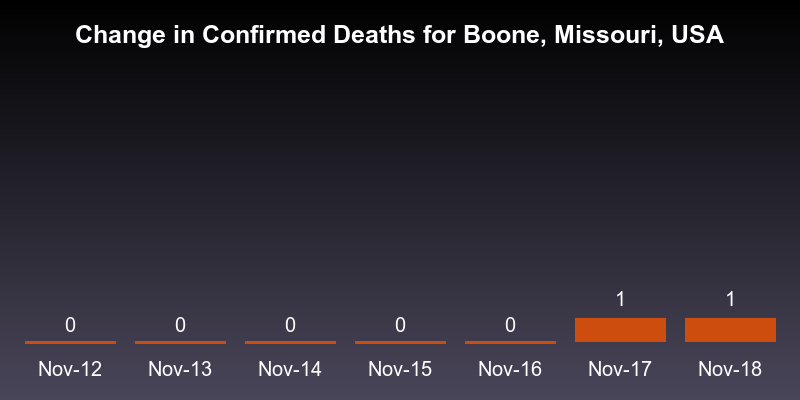 Change in Confirmed Deaths for Boone, Missouri, USA
0 0 0 0 0 1 1
Nov-12 Nov-13 Nov-14 Nov-15 Nov-16 Nov-17 Nov-18